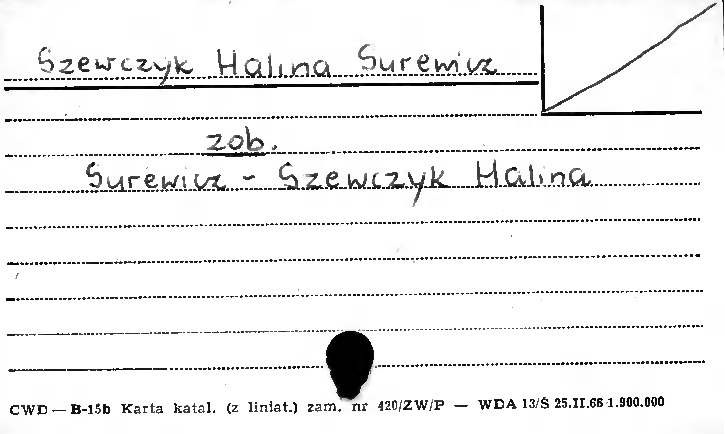 Szewczyk Halina Surewicz
zob.
Surewicz - Szewczyk Halina
CWD — B-15b Karta katal. (z liniat.) zam. nr 420/ZW/P — WDA 13/Ś 25.II.66 1.900.000